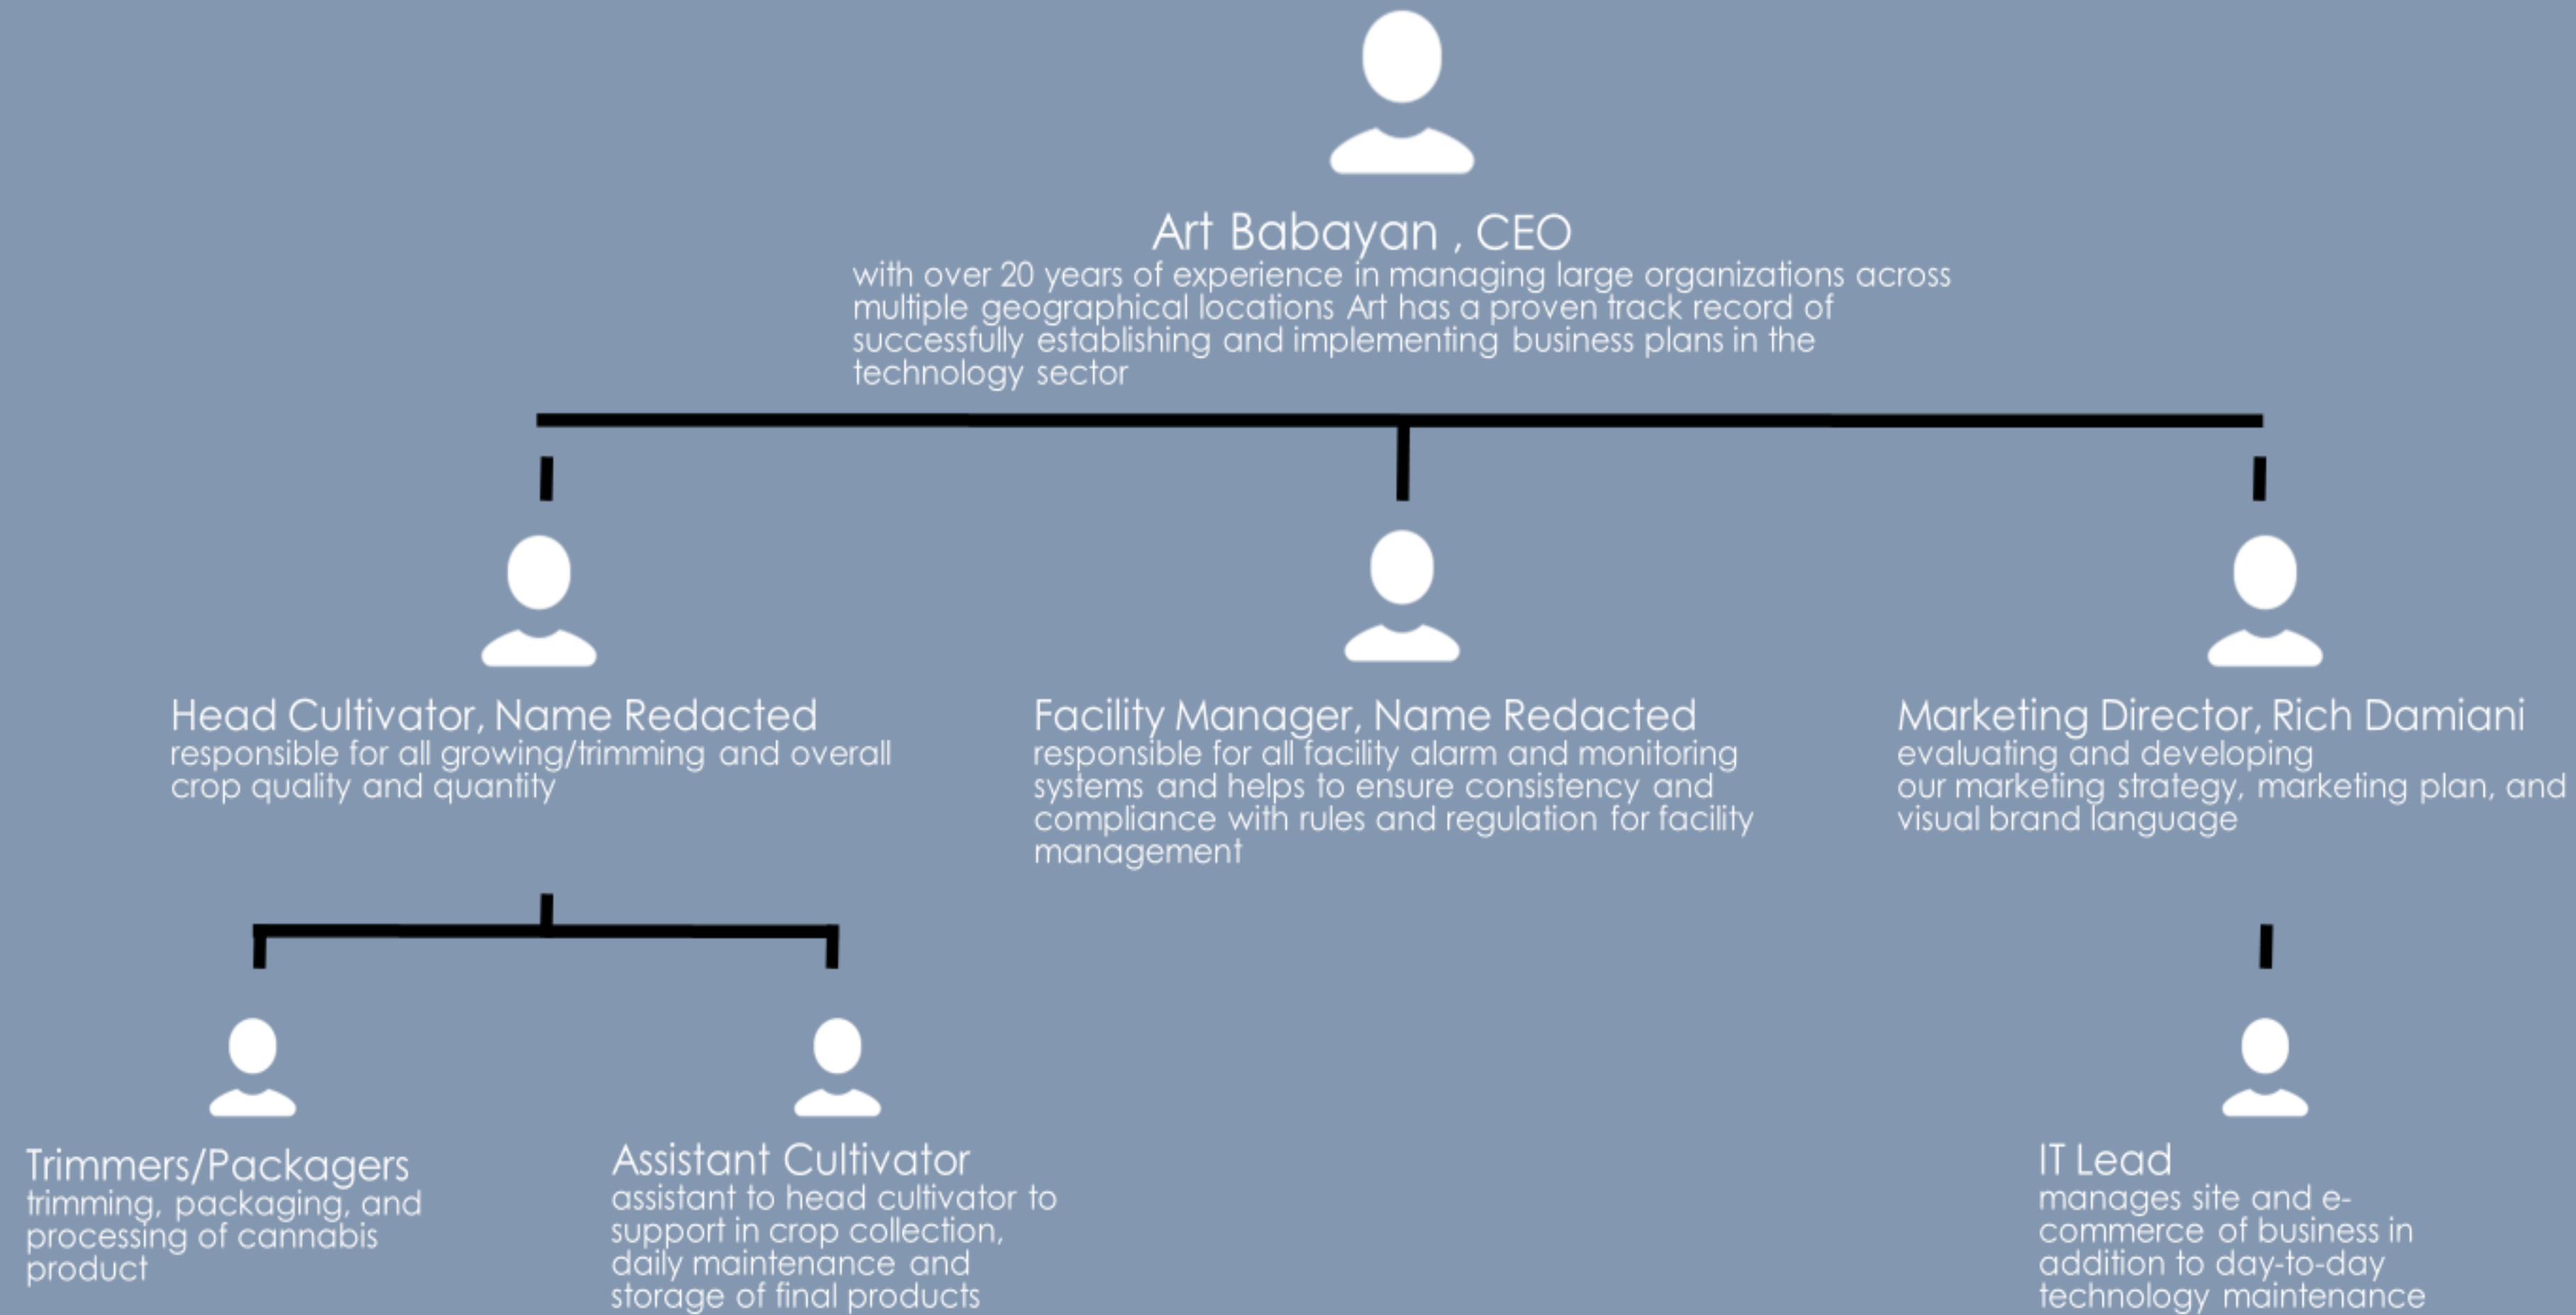 Art Babayan , CEO
with over 20 years of experience in managing large organizations across
multiple geographical locations Art has a proven track record of
successfully establishing and implementing business plans in the
technology sector
Head Cultivator, Name Redacted
responsible for all growing/trimming and overall
crop quality and quantity
Facility Manager, Name Redacted
responsible for all facility alarm and monitoring
systems and helps to ensure consistency and
compliance with rules and regulation for facility
management
Marketing Director, Rich Damiani
evaluating and developing
our marketing strategy, marketing plan, and
visual brand language
Trimmers/Packagers
trimming, packaging, and
processing of cannabis
product
Assistant Cultivator
assistant to head cultivator to
support in crop collection,
daily maintenance and
storage of final products
IT Lead
manages site and e-
commerce of business in
addition to day-to-day
technology maintenance